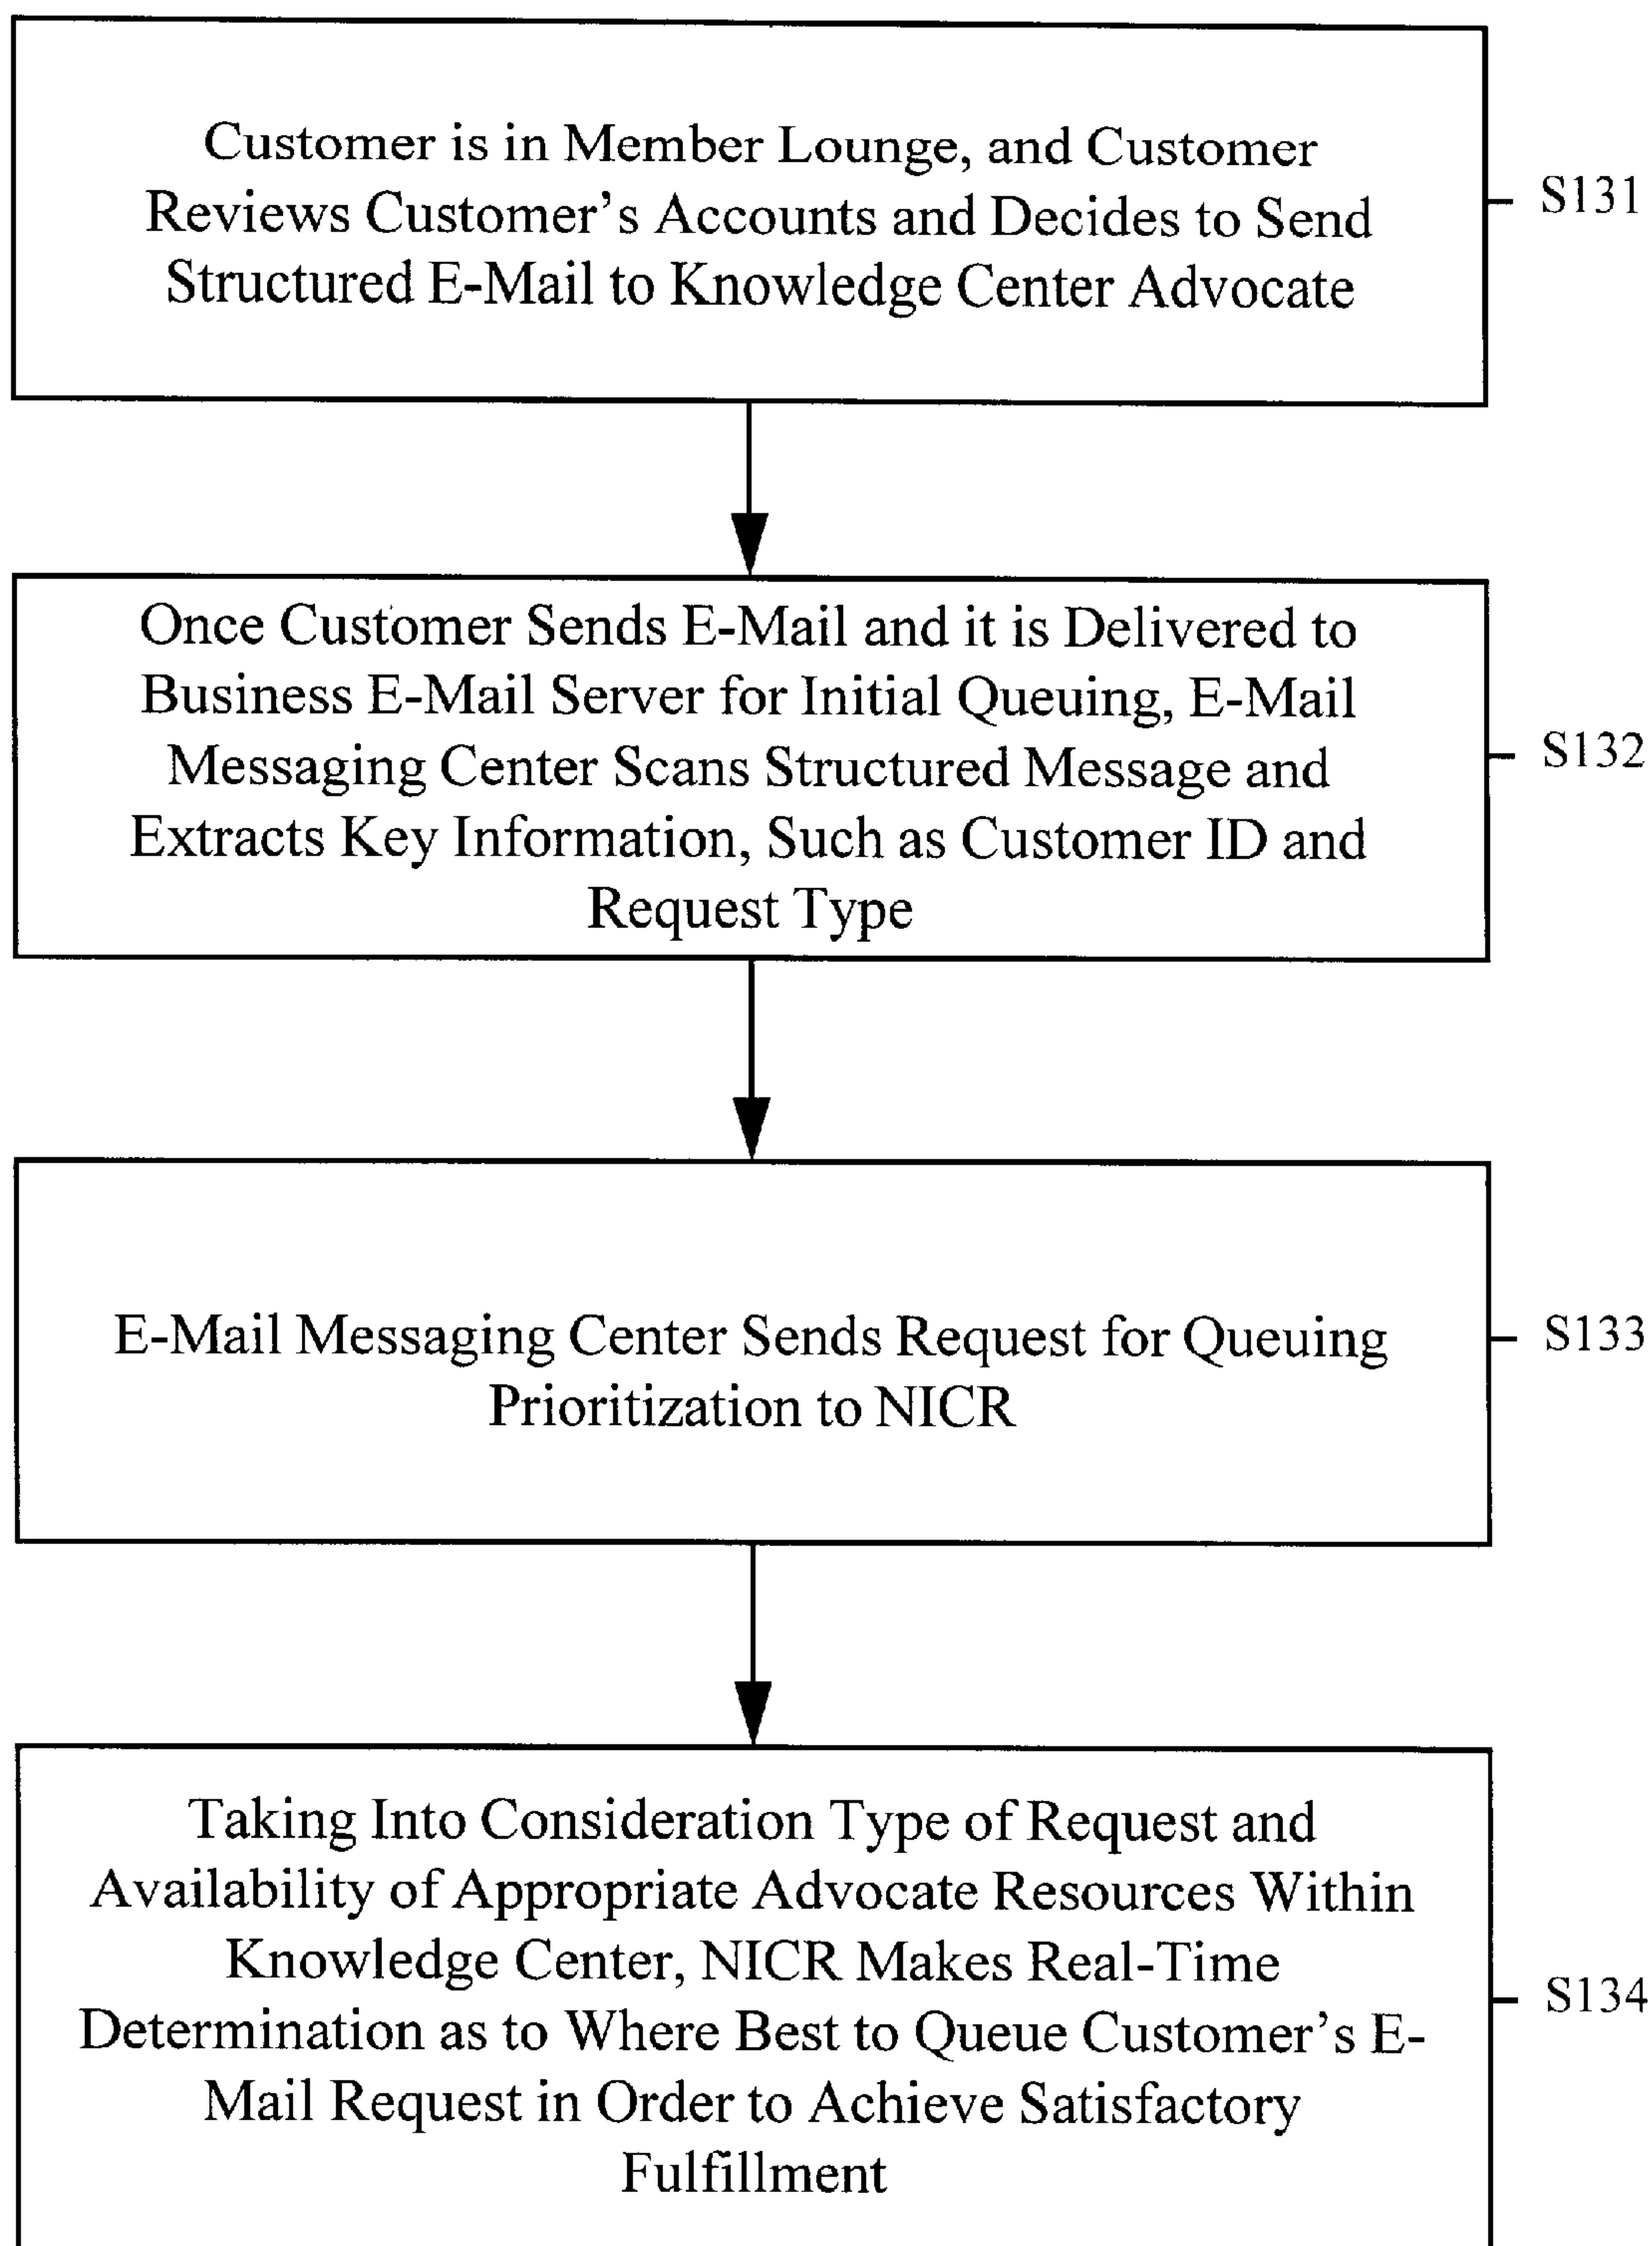 Customer is in Member Lounge, and Customer
Reviews Customer's Accounts and Decides to Send
Structured E-Mail to Knowledge Center Advocate
S131
Once Customer Sends E-Mail and it is Delivered to
Business E-Mail Server for Initial Queuing, E-Mail
Messaging Center Scans Structured Message and
Extracts Key Information, Such as Customer ID and
Request Type
S132
E-Mail Messaging Center Sends Request for Queuing
Prioritization to NICR
S133
Taking Into Consideration Type of Request and
Availability of Appropriate Advocate Resources Within
Knowledge Center, NICR Makes Real-Time
Determination as to Where Best to Queue Customer's E-
Mail Request in Order to Achieve Satisfactory
Fulfillment
S134